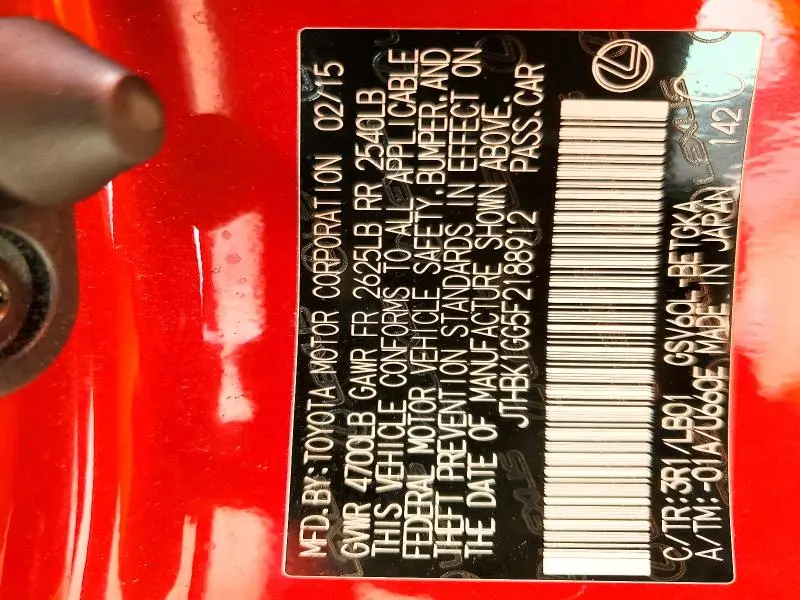 MFD.BY:TOYOTA MOTOR CORPORATION 02/15
GVWR 4700LB GAWR FR 2625LB RR 2540LB
THIS VEHICLE CONFORMS TO ALL APPLICABLE
FEDERAL MOTOR VEHICLE SAFETY,BUMPER,AND
THEFT PREVENTION STANDARDS IN EFFECT ON
THE DATE OF MANUFACTURE SHOWN ABOVE.
JTHBK1GG5F2188912 PASS.CAR
C/TR:3R1/LB01 GSV60L-BETGKA
A/TM:-01A/U660E MADE IN JAPAN 142 C